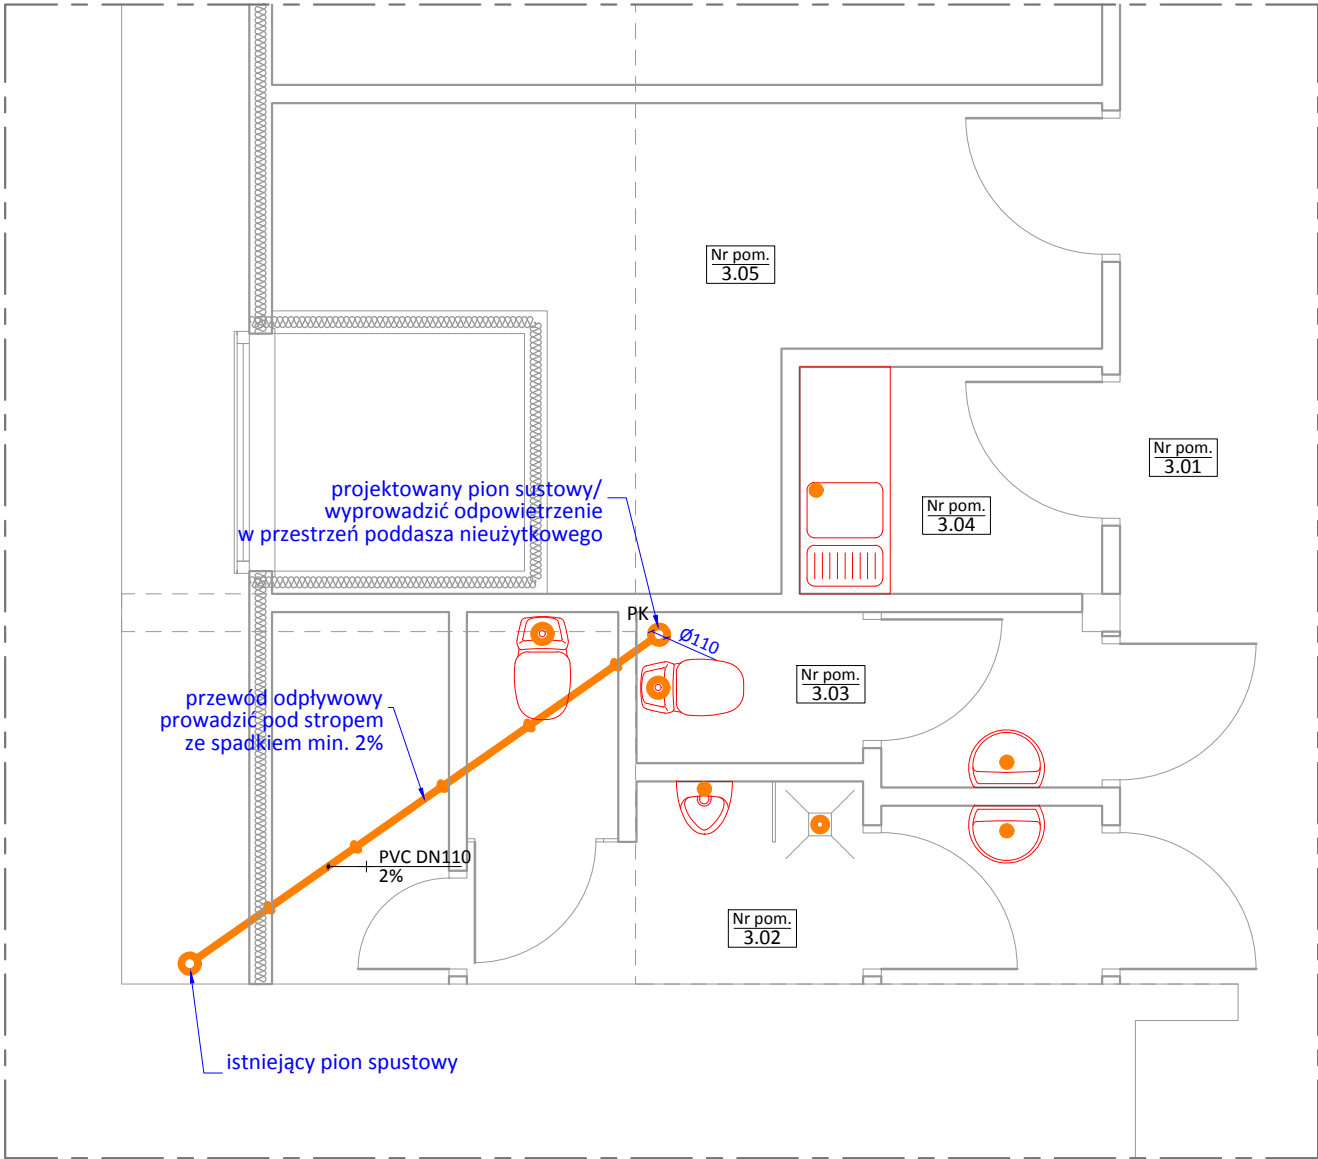 Nr pom.
3.05
Nr pom.
3.01
projektowany pion sustowy/
wyprowadzić odpowietrzenie
w przestrzeń poddasza nieużytkowego
Nr pom.
3.04
PK
Ø110
Nr pom.
3.03
przewód odpływowy
prowadzić pod stropem
ze spadkiem min. 2%
PVC DN110
2%
Nr pom.
3.02
istniejący pion spustowy